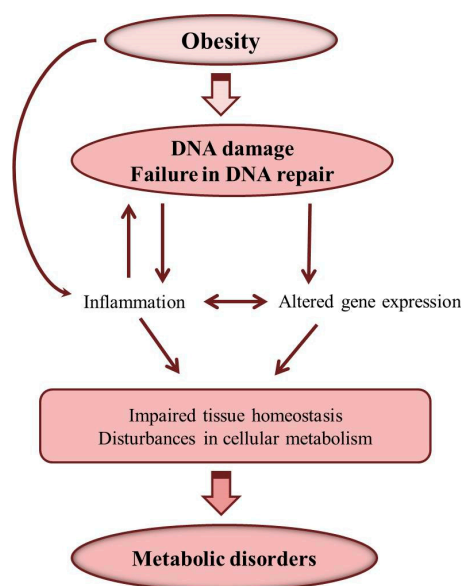 Obesity
DNA damage
Failure in DNA repair
Inflammation
Altered gene expression
Impaired tissue homeostasis
Disturbances in cellular metabolism
Metabolic disorders